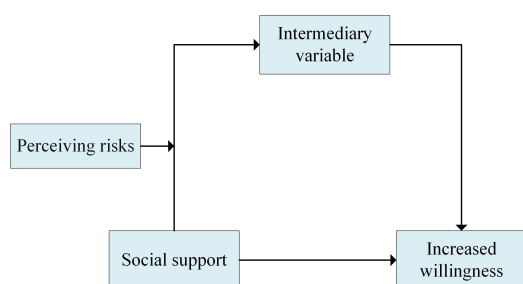 Intermediary
variable
Perceiving risks
Social support
Increased
willingness